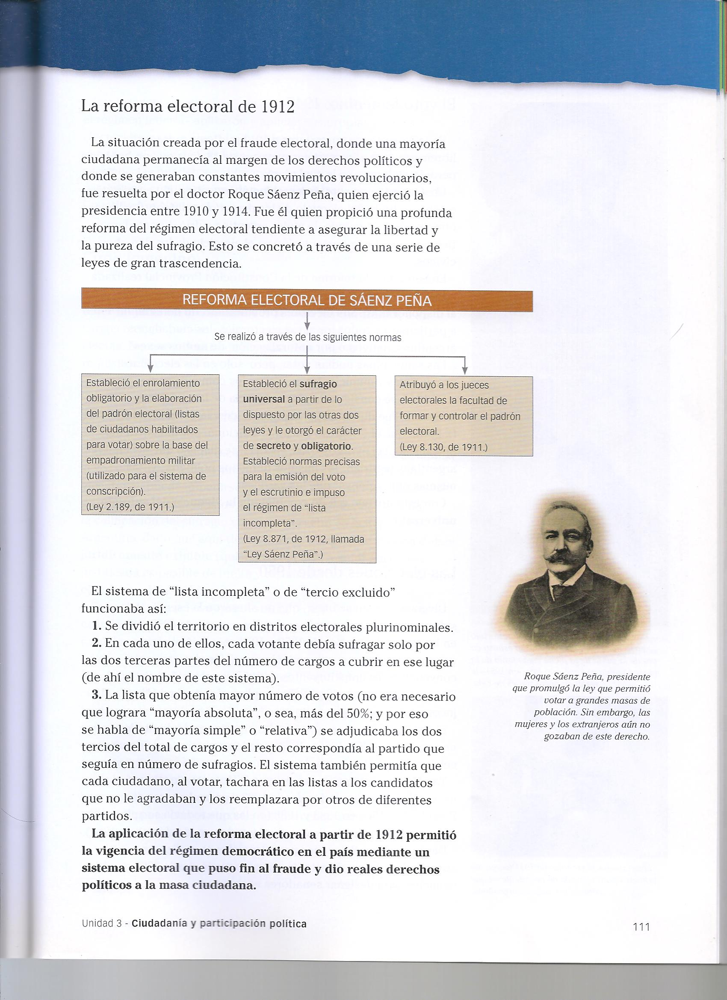 La reforma electoral de 1912
La situación creada por el fraude electoral, donde una mayoría
ciudadana permanecía al margen de los derechos políticos y
donde se generaban constantes movimientos revolucionarios,
fue resuelta por el doctor Roque Sáenz Peña, quien ejerció la
presidencia entre 1910 y 1914. Fue él quien propició una profunda
reforma del régimen electoral tendiente a asegurar la libertad y
la pureza del sufragio. Esto se concretó a través de una serie de
leyes de gran trascendencia.
REFORMA ELECTORAL DE SÁENZ PEÑA
Se realizó a través de las siguientes normas
Estableció el enrolamiento
obligatorio y la elaboración
del padrón electoral (listas
de ciudadanos habilitados
para votar) sobre la base del
empadronamiento militar
(utilizado para el sistema de
conscripción).
(Ley 2.189, de 1911.)
Estableció el sufragio
universal a partir de lo
dispuesto por las otras dos
leyes y le otorgó el carácter
de secreto y obligatorio.
Estableció normas precisas
para la emisión del voto
y el escrutinio e impuso
el régimen de “lista
incompleta”.
(Ley 8.871, de 1912, llamada
“Ley Sáenz Peña”.)
Atribuyó a los jueces
electorales la facultad de
formar y controlar el padrón
electoral.
(Ley 8.130, de 1911.)
El sistema de “lista incompleta” o de “tercio excluido”
funcionaba así:
1. Se dividió el territorio en distritos electorales plurinominales.
2. En cada uno de ellos, cada votante debía sufragar solo por
las dos terceras partes del número de cargos a cubrir en ese lugar
(de ahí el nombre de este sistema).
3. La lista que obtenía mayor número de votos (no era necesario
que lograra “mayoría absoluta”, o sea, más del 50%; y por eso
se habla de “mayoría simple” o “relativa”) se adjudicaba los dos
tercios del total de cargos y el resto correspondía al partido que
seguía en número de sufragios. El sistema también permitía que
cada ciudadano, al votar, tachara en las listas a los candidatos
que no le agradaban y los reemplazara por otros de diferentes
partidos.
La aplicación de la reforma electoral a partir de 1912 permitió
la vigencia del régimen democrático en el país mediante un
sistema electoral que puso fin al fraude y dio reales derechos
políticos a la masa ciudadana.
Roque Sáenz Peña, presidente
que promulgó la ley que permitió
votar a grandes masas de
población. Sin embargo, las
mujeres y los extranjeros aún no
gozaban de este derecho.
Unidad 3 - Ciudadanía y participación política
111